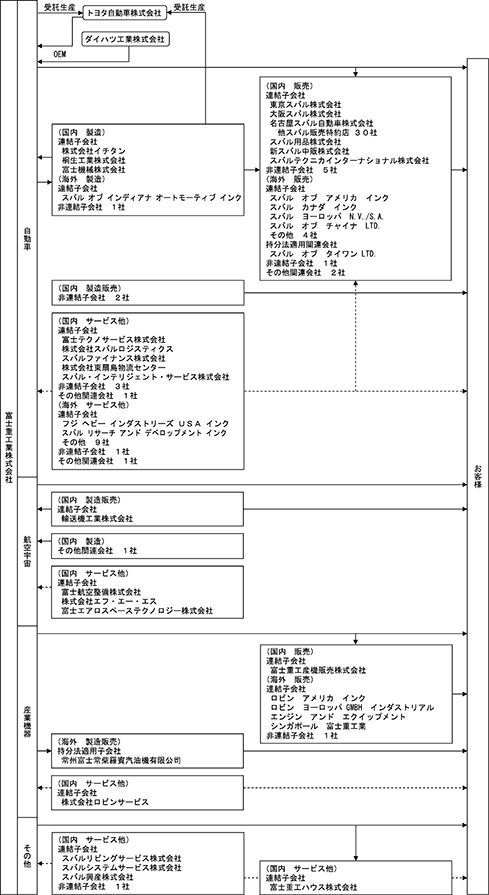 受託生産
トヨタ自動車株式会社
受託生産
ダイハツ工業株式会社
OEM
富士重工業株式会社
自動車
(国内 製造)
連結子会社
株式会社イチタン
桐生工業株式会社
富士機械株式会社
(海外 製造)
連結子会社
スバル オブ インディアナ オートモーティブ インク
非連結子会社 1社
(国内 販売)
連結子会社
東京スバル株式会社
大阪スバル株式会社
名古屋スバル自動車株式会社
他スバル販売特約店 30社
スバル用品株式会社
新スバル中販株式会社
スバルテクニカインターナショナル株式会社
非連結子会社 5社
(海外 販売)
連結子会社
スバル オブ アメリカ インク
スバル カナダ インク
スバル ヨーロッパ N.V./S.A.
スバル オブ チャイナ LTD.
その他 4社
持分法適用関連会社
スバル オブ タイワン LTD.
非連結子会社 1社
その他関連会社 2社
(国内 製造販売)
非連結子会社 2社
(国内 サービス他)
連結子会社
富士テクノサービス株式会社
株式会社スバルロジスティクス
スバルファイナンス株式会社
株式会社東扇島物流センター
スバル・インテリジェント・サービス株式会社
非連結子会社 3社
その他関連会社 1社
(海外 サービス他)
連結子会社
フジ ヘビー インダストリーズ USA インク
スバル リサーチ アンド デベロップメント インク
その他 9社
非連結子会社 1社
その他関連会社 1社
お客様
航空宇宙
(国内 製造販売)
連結子会社
輸送機工業株式会社
(国内 製造)
その他関連会社 1社
(国内 サービス他)
連結子会社
富士航空整備株式会社
株式会社エフ・エー・エス
富士エアロスペーステクノロジー株式会社
産業機器
(国内 販売)
連結子会社
富士重工産機販売株式会社
(海外 販売)
連結子会社
ロビン アメリカ インク
ロビン ヨーロッパ GMBH インダストリアル
エンジン アンド エクイップメント
シンガポール 富士重工業
非連結子会社 1社
(海外 製造販売)
持分法適用子会社
常州富士常柴羅賓汽油機有限公司
(国内 サービス他)
連結子会社
株式会社ロビンサービス
その他
(国内 サービス他)
連結子会社
スバルリビングサービス株式会社
スバルシステムサービス株式会社
スバル興産株式会社
非連結子会社 1社
(国内 サービス他)
連結子会社
富士重工ハウス株式会社